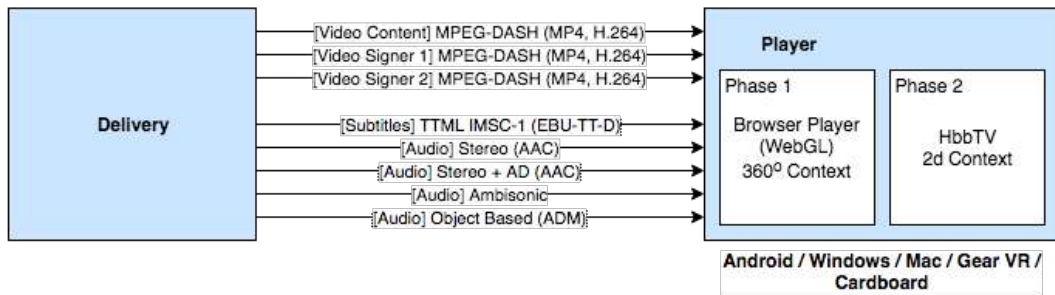 Delivery
[Video Content] MPEG-DASH (MP4, H.264)
[Video Signer 1] MPEG-DASH (MP4, H.264)
[Video Signer 2] MPEG-DASH (MP4, H.264)
[Subtitles] TTML IMSC-1 (EBU-TT-D)
[Audio] Stereo (AAC)
[Audio] Stereo + AD (AAC)
[Audio] Ambisonic
[Audio] Object Based (ADM)
Player
Phase 1
Browser Player
(WebGL)
360º Context
Phase 2
HbbTV
2d Context
Android / Windows / Mac / Gear VR /
Cardboard